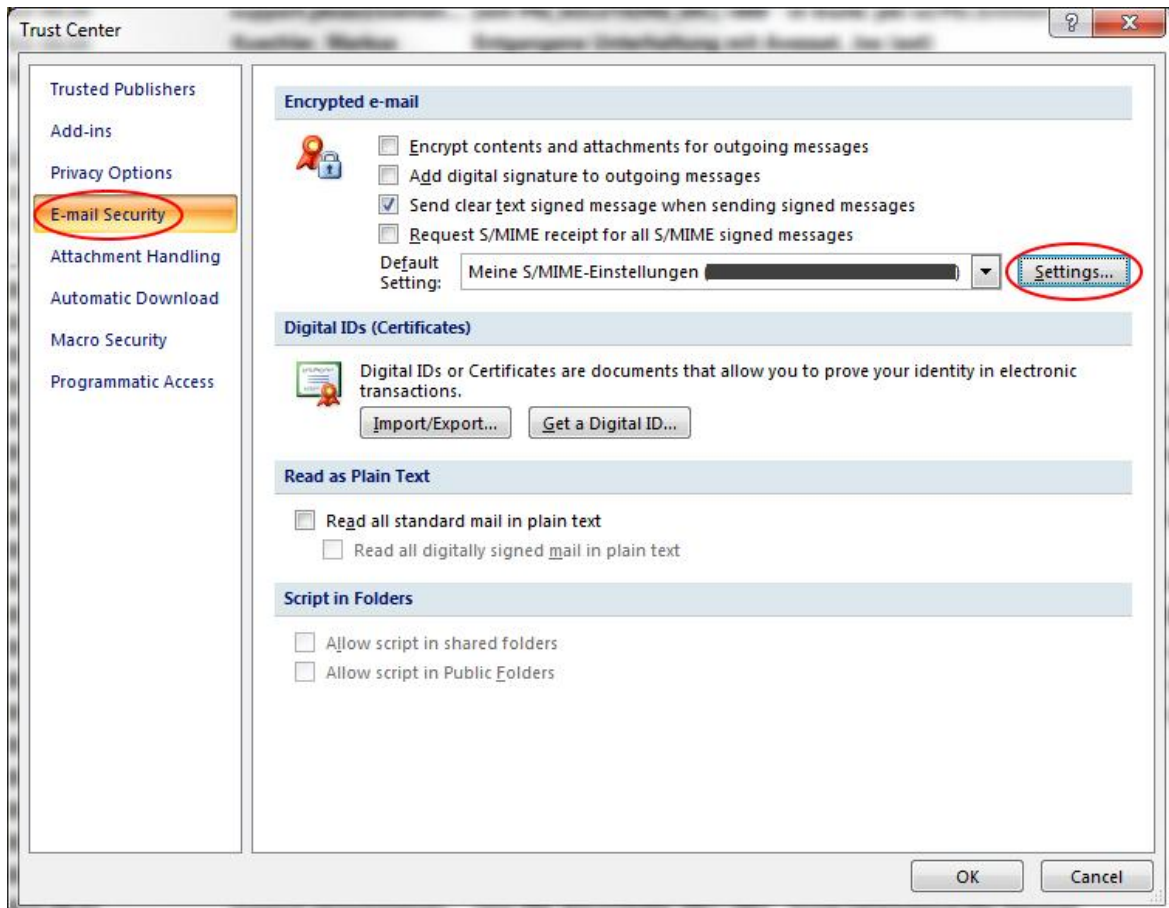 Trust Center
Trusted Publishers
Add-ins
Privacy Options
E-mail Security
Attachment Handling
Automatic Download
Macro Security
Programmatic Access
Encrypted e-mail
Encrypt contents and attachments for outgoing messages
Add digital signature to outgoing messages
Send clear text signed message when sending signed messages
Request S/MIME receipt for all S/MIME signed messages
Default
Setting:
Meine S/MIME-Einstellungen ( )
Settings...
Digital IDs (Certificates)
Digital IDs or Certificates are documents that allow you to prove your identity in electronic
transactions.
Import/Export...
Get a Digital ID...
Read as Plain Text
Read all standard mail in plain text
Read all digitally signed mail in plain text
Script in Folders
Allow script in shared folders
Allow script in Public Folders
OK
Cancel